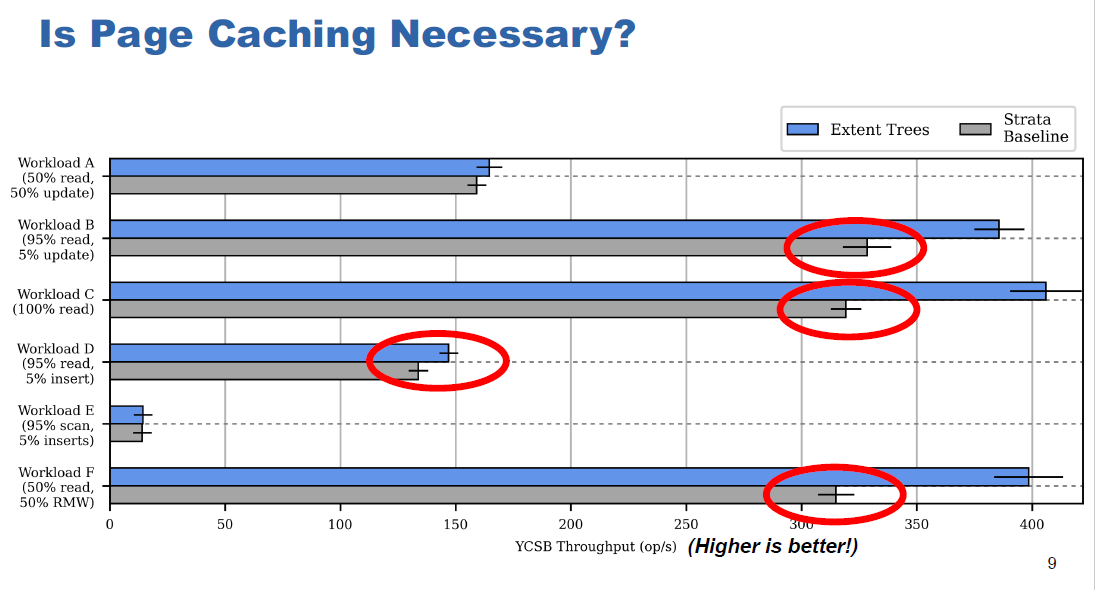 Is Page Caching Necessary?
Extent Trees
Strata
Baseline
Workload A
(50% read,
50% update)
Workload B
(95% read,
5% update)
Workload C
(100% read)
Workload D
(95% read,
5% insert)
Workload E
(95% scan,
5% inserts)
Workload F
(50% read,
50% RMW)
0 50 100 150 200 250 300 350 400
YCSB Throughput (op/s) (Higher is better!)
9